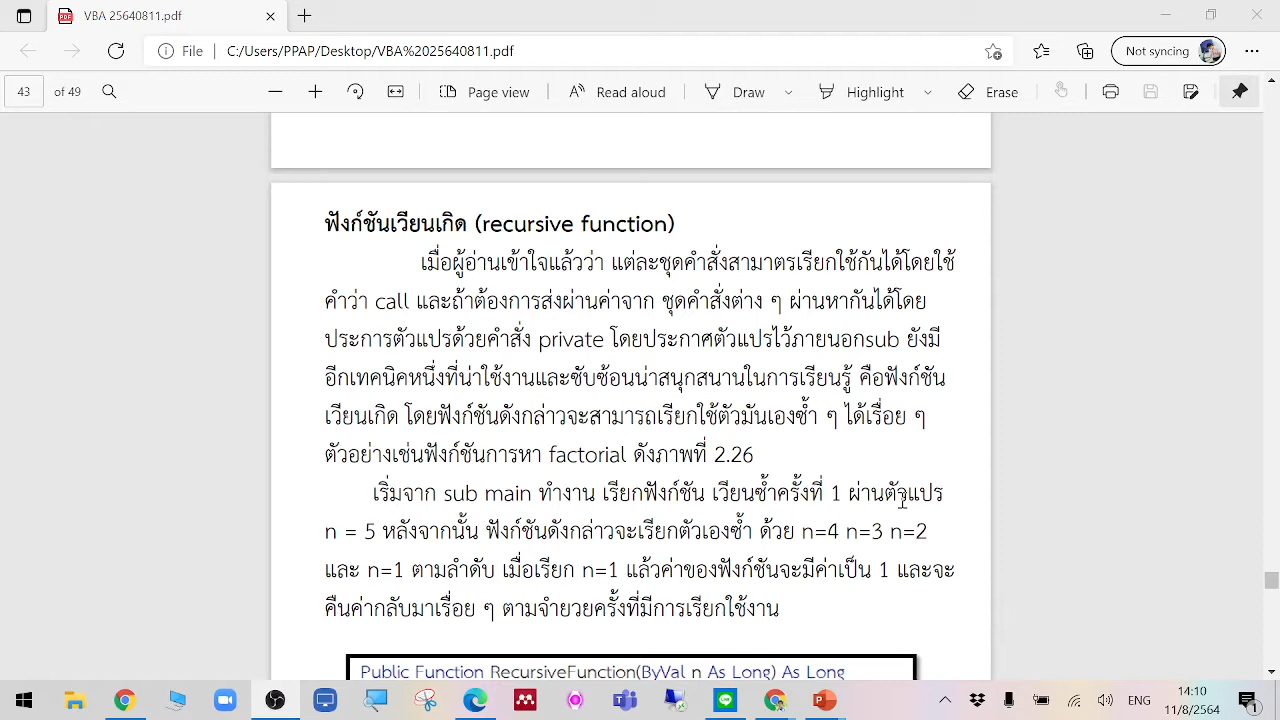 VBA 25640811.pdf
File C:/Users/PPAP/Desktop/VBA%2025640811.pdf Not syncing
43 of 49 Page view Read aloud Draw Highlight Erase
ฟังก์ชันเวียนเกิด (recursive function)
เมื่อผู้อ่านเข้าใจแล้วว่า แต่ละชุดคำสั่งสามาตรเรียกใช้กันได้โดยใช้
คำว่า call และถ้าต้องการส่งผ่านค่าจาก ชุดคำสั่งต่าง ๆ ผ่านหากันได้โดย
ประการตัวแปรด้วยคำสั่ง private โดยประกาศตัวแปรไว้ภายนอกsub ยังมี
อีกเทคนิคหนึ่งที่น่าใช้งานและซับซ้อนน่าสนุกสนานในการเรียนรู้ คือฟังก์ชัน
เวียนเกิด โดยฟังก์ชันดังกล่าวจะสามารถเรียกใช้ตัวมันเองซ้ำ ๆ ได้เรื่อย ๆ
ตัวอย่างเช่นฟังก์ชันการหา factorial ดังภาพที่ 2.26
เริ่มจาก sub main ทำงาน เรียกฟังก์ชัน เวียนซ้ำครั้งที่ 1 ผ่านตัวแปร
n = 5 หลังจากนั้น ฟังก์ชันดังกล่าวจะเรียกตัวเองซ้ำ ด้วย n=4 n=3 n=2
และ n=1 ตามลำดับ เมื่อเรียก n=1 แล้วค่าของฟังก์ชันจะมีค่าเป็น 1 และจะ
คืนค่ากลับมาเรื่อย ๆ ตามจำยวยครั้งที่มีการเรียกใช้งาน
Public Function RecursiveFunction(ByVal n As Long) As Long
ENG 14:10
11/8/2564 1